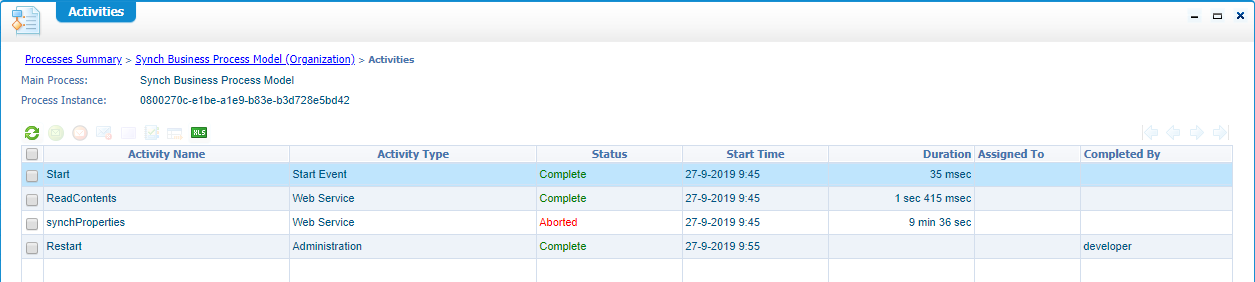 Activities
Processes Summary > Synch Business Process Model (Organization) > Activities
Main Process: Synch Business Process Model
Process Instance: 0800270c-e1be-a1e9-b83e-b3d728e5bd42
XLS
Activity Name Activity Type Status Start Time Duration Assigned To Completed By
Start Start Event Complete 27-9-2019 9:45 35 msec
ReadContents Web Service Complete 27-9-2019 9:45 1 sec 415 msec
synchProperties Web Service Aborted 27-9-2019 9:45 9 min 36 sec
Restart Administration Complete 27-9-2019 9:55 developer